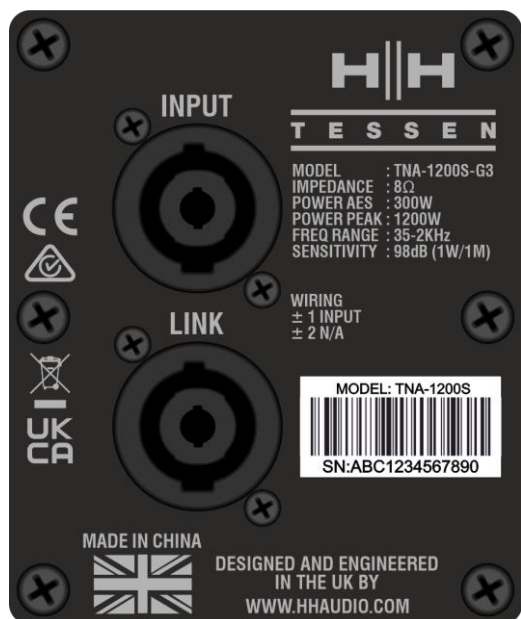 HH
TESSEN
INPUT
MODEL : TNA-1200S-G3
IMPEDANCE : 8Ω
POWER AES : 300W
POWER PEAK : 1200W
FREQ RANGE : 35-2KHz
SENSITIVITY : 98dB (1W/1M)
CE
WIRING
± 1 INPUT
± 2 N/A
LINK
UK
CA
MODEL: TNA-1200S
SN:ABC1234567890
MADE IN CHINA
DESIGNED AND ENGINEERED
IN THE UK BY
WWW.HHAUDIO.COM